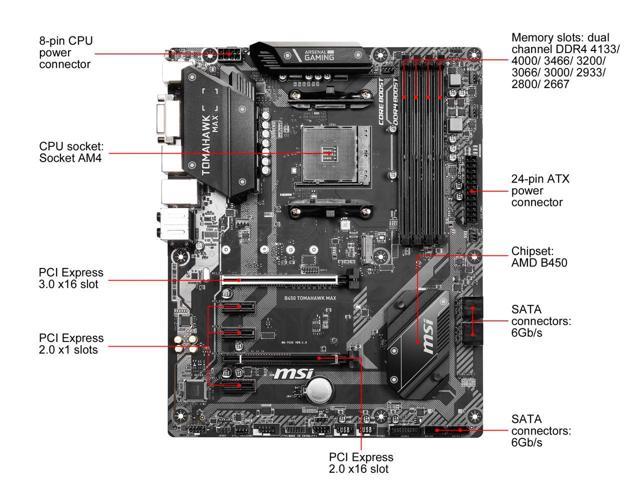 8-pin CPU
power
connector
Memory slots: dual
channel DDR4 4133/
4000/ 3466/ 3200/
3066/ 3000/ 2933/
2800/ 2667
ARSENAL
GAMING
CORE BOOST
DDR4 BOOST
TOMAHAWK
MAX
CPU socket:
Socket AM4
24-pin ATX
power
connector
Chipset:
AMD B450
PCI Express
3.0 x16 slot
B450 TOMAHAWK MAX
SATA
connectors:
6Gb/s
PCI Express
2.0 x1 slots
msi
msi
SATA
connectors:
6Gb/s
PCI Express
2.0 x16 slot